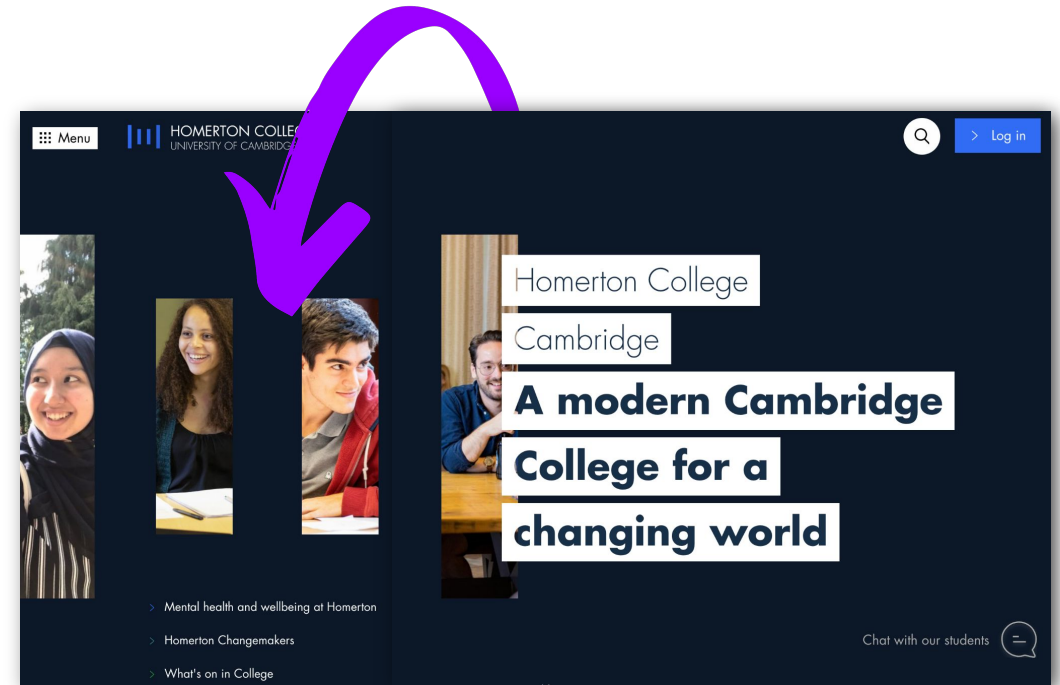 Menu
HOMERTON COLLEG
UNIVERSITY OF CAMBRIDGE
Log in
Homerton College
Cambridge
A modern Cambridge
College for a
changing world
Mental health and wellbeing at Homerton
Homerton Changemakers
What's on in College
Chat with our students